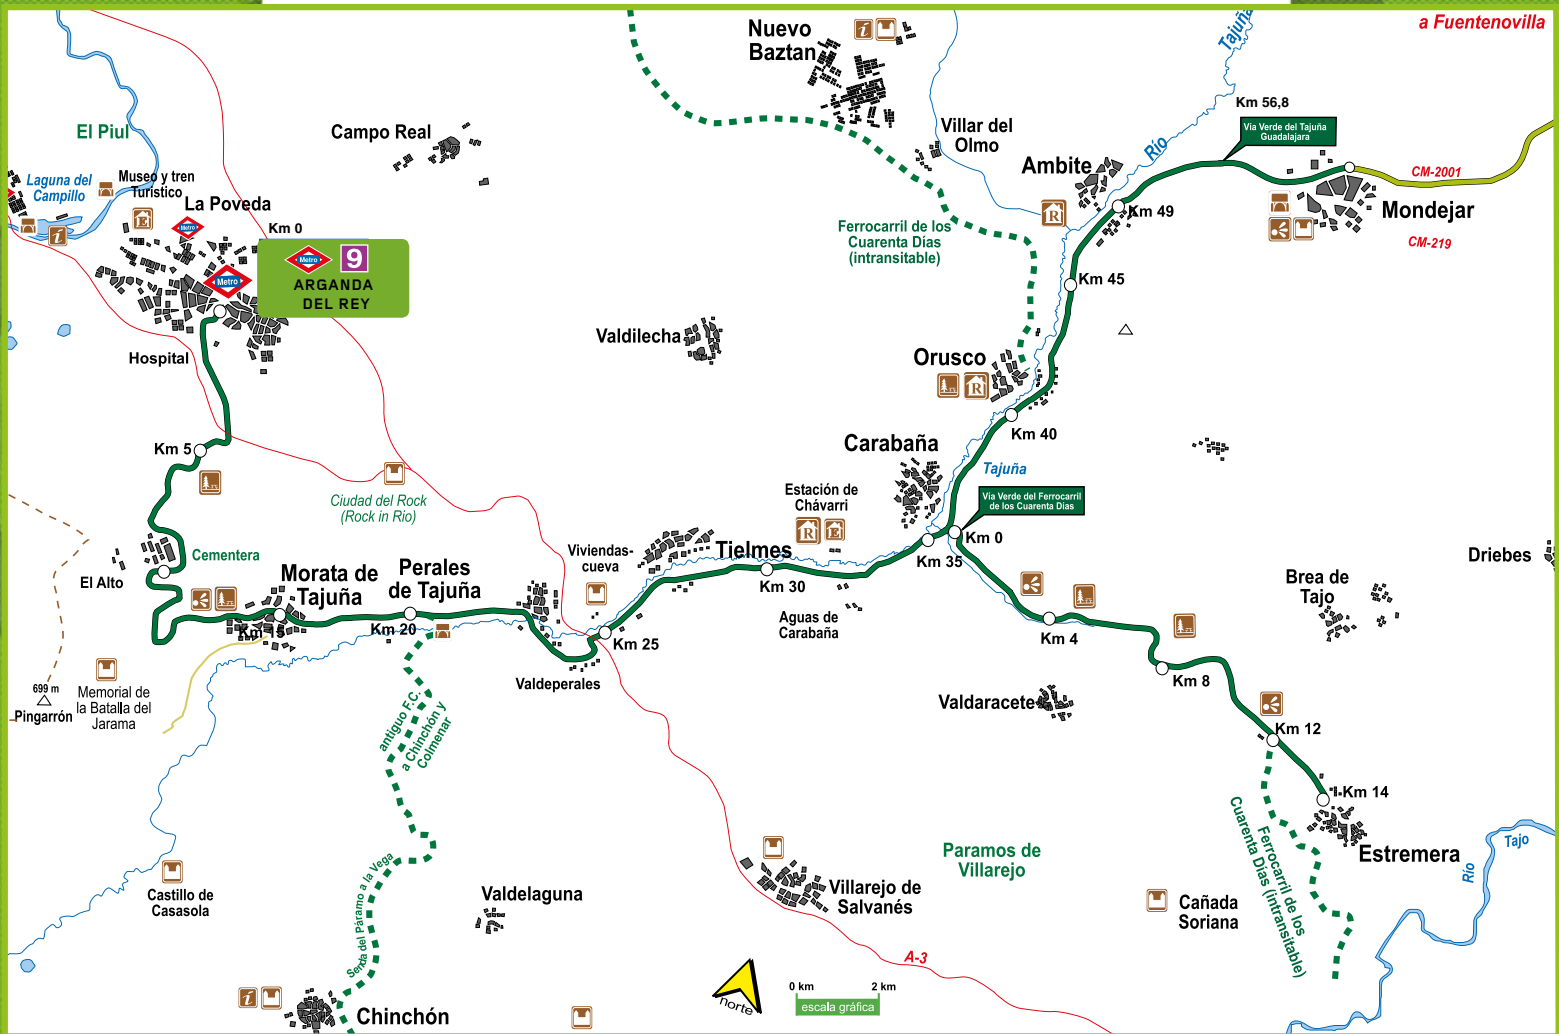 a Fuentenovilla
Nuevo
Baztan
i
Tajuña
Km 56,8
El Piul
Campo Real
Villar del
Olmo
Vía Verde del Tajuña
Guadalajara
Río
Ambite
CM-2001
Laguna del
Campillo
Museo y tren
Turístico
La Poveda
E
Metro
i
Km 0
R
Km 49
Mondejar
CM-219
Ferrocarril de los
Cuarenta Días
(intransitable)
Metro 9
ARGANDA
DEL REY
Metro
Km 45
Valdilecha
Hospital
Orusco
R
Km 40
Carabaña
Km 5
Tajuña
Ciudad del Rock
(Rock in Rio)
Estación de
Chávarri
R E
Vía Verde del Ferrocarril
de los Cuarenta Días
Km 0
Km 35
Cementera
El Alto
Viviendas-
cueva
Tielmes
Km 30
Driebes
Brea de
Tajo
Morata de
Tajuña
Perales
de Tajuña
Km 15
Km 20
Km 25
Aguas de
Carabaña
Km 4
Valdeperales
Km 8
699 m
Pingarrón
Memorial de
la Batalla del
Jarama
antiguo F.C.
a Chinchón y
Colmenar
Valdaracete
Km 12
Km 14
Ferrocarril de los
Cuarenta Días (intransitable)
Estremera
Río
Tajo
Senda del Páramo a la Vega
Paramos de
Villarejo
Castillo de
Casasola
Valdelaguna
Villarejo de
Salvanés
Cañada
Soriana
A-3
norte
0 km 2 km
escala gráfica
i
Chinchón